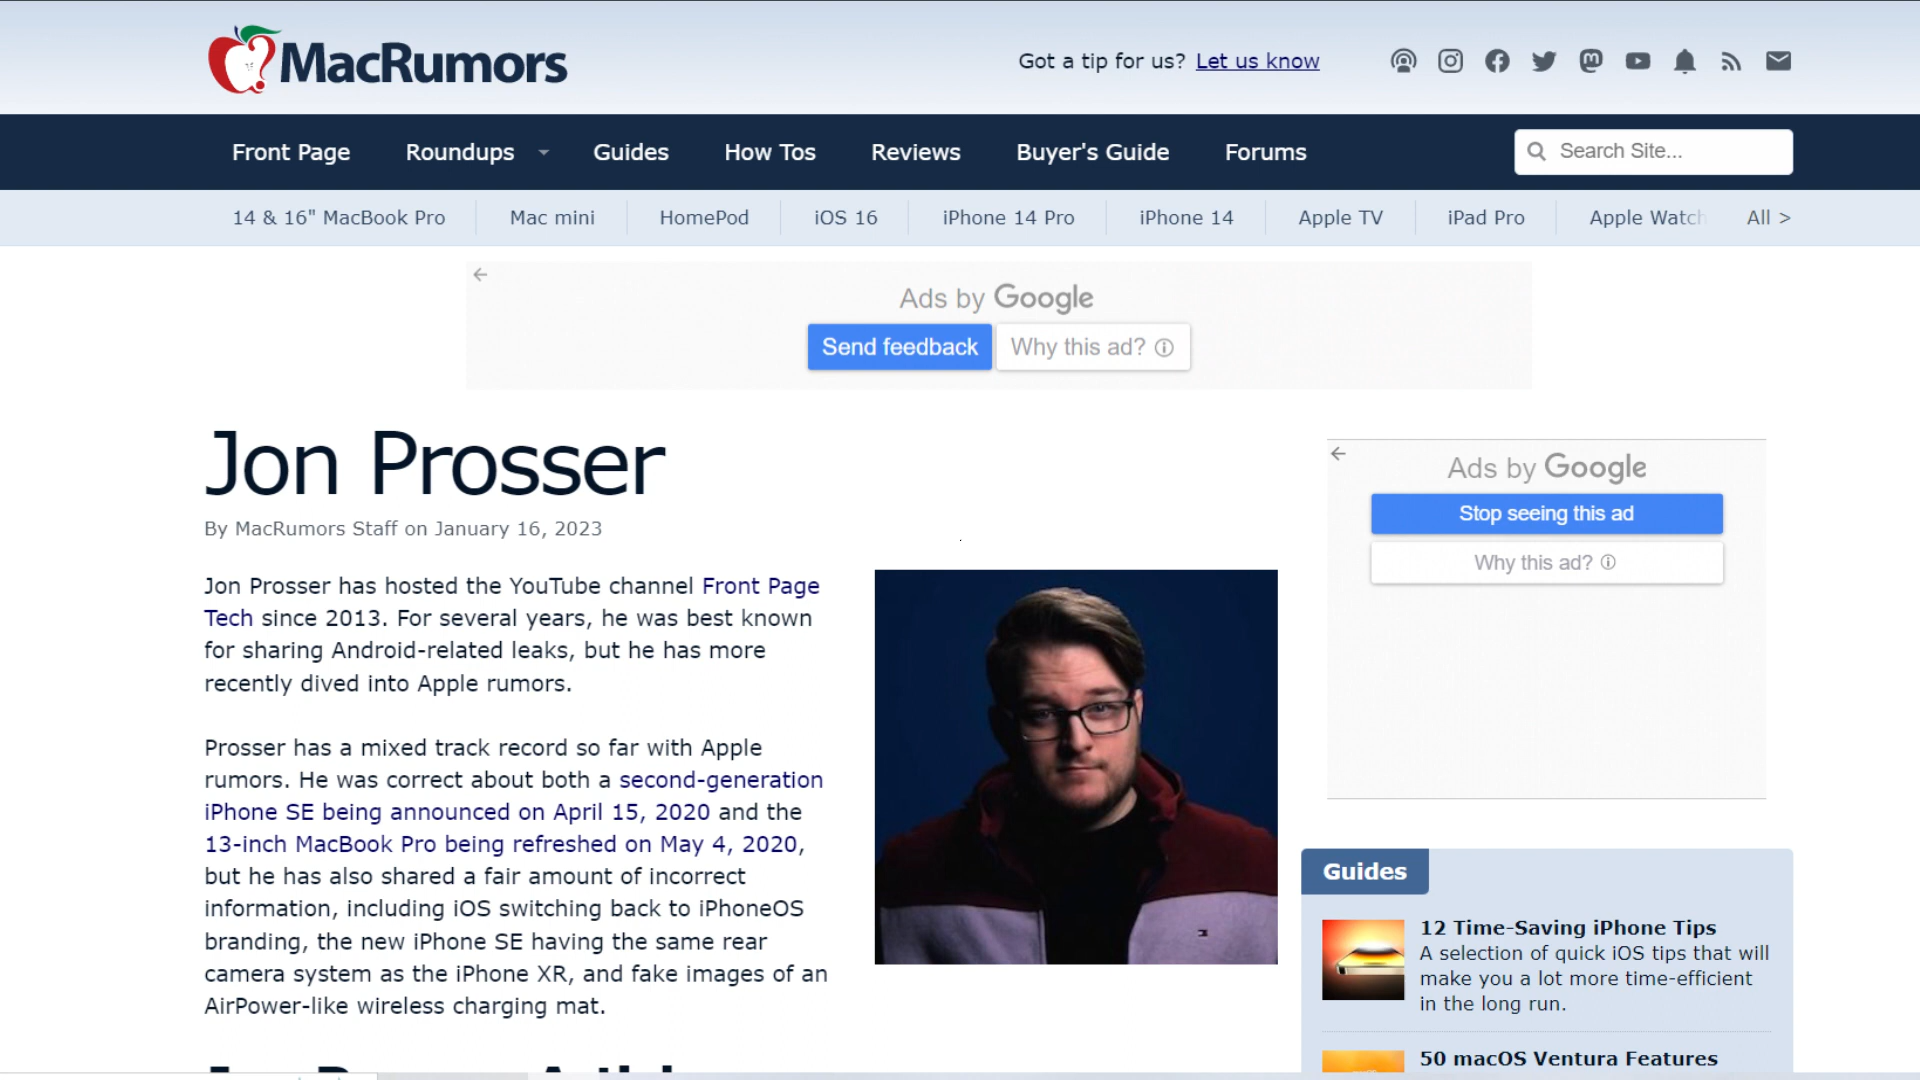 MacRumors
Got a tip for us? Let us know
Front Page Roundups Guides How Tos Reviews Buyer's Guide Forums Search Site...
14 & 16" MacBook Pro Mac mini HomePod iOS 16 iPhone 14 Pro iPhone 14 Apple TV iPad Pro Apple Watch All >
Ads by Google
Send feedback Why this ad?
Jon Prosser
By MacRumors Staff on January 16, 2023
Jon Prosser has hosted the YouTube channel Front Page
Tech since 2013. For several years, he was best known
for sharing Android-related leaks, but he has more
recently dived into Apple rumors.
Prosser has a mixed track record so far with Apple
rumors. He was correct about both a second-generation
iPhone SE being announced on April 15, 2020 and the
13-inch MacBook Pro being refreshed on May 4, 2020,
but he has also shared a fair amount of incorrect
information, including iOS switching back to iPhoneOS
branding, the new iPhone SE having the same rear
camera system as the iPhone XR, and fake images of an
AirPower-like wireless charging mat.
Ads by Google
Stop seeing this ad
Why this ad?
Guides
12 Time-Saving iPhone Tips
A selection of quick iOS tips that will
make you a lot more time-efficient
in the long run.
50 macOS Ventura Features